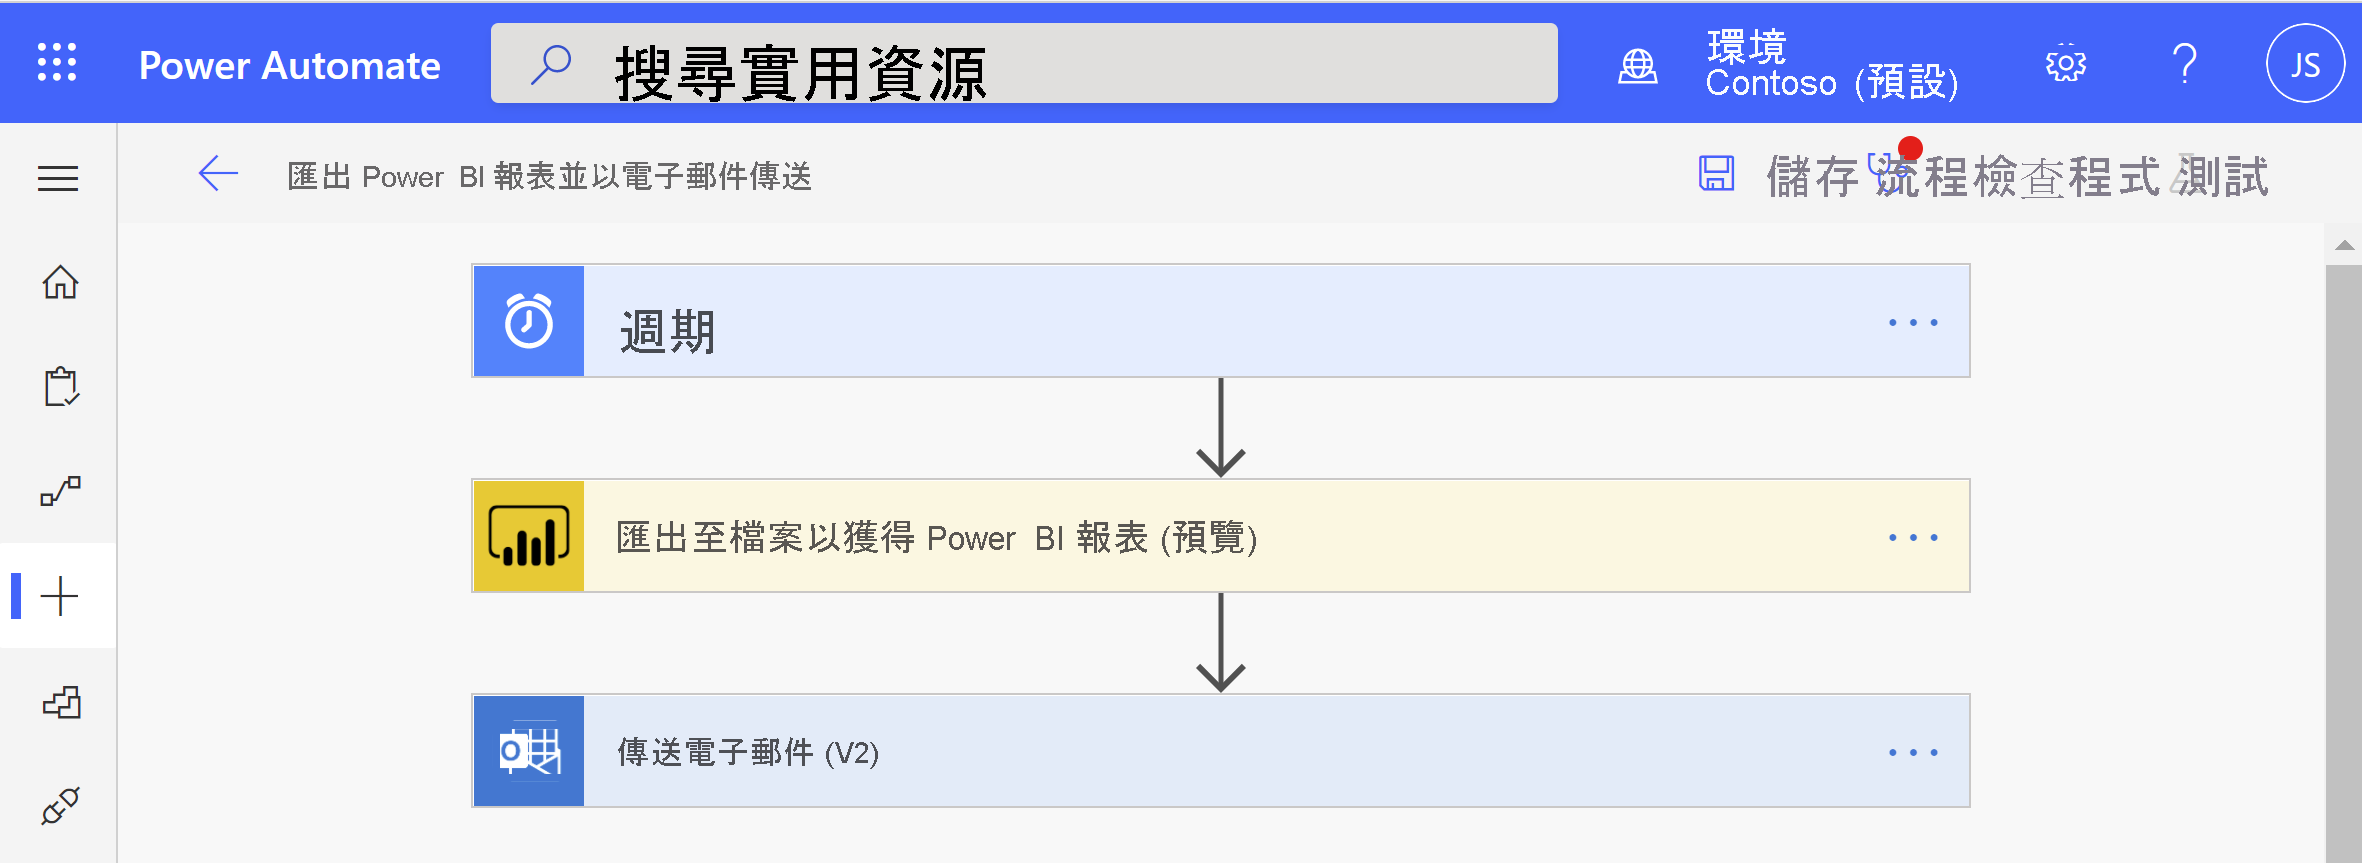 Power Automate
搜尋實用資源
環境
Contoso (預設)
JS
匯出 Power BI 報表並以電子郵件傳送
儲存 流程檢查程式 測試
週期
匯出至檔案以獲得 Power BI 報表 (預覽)
傳送電子郵件 (V2)